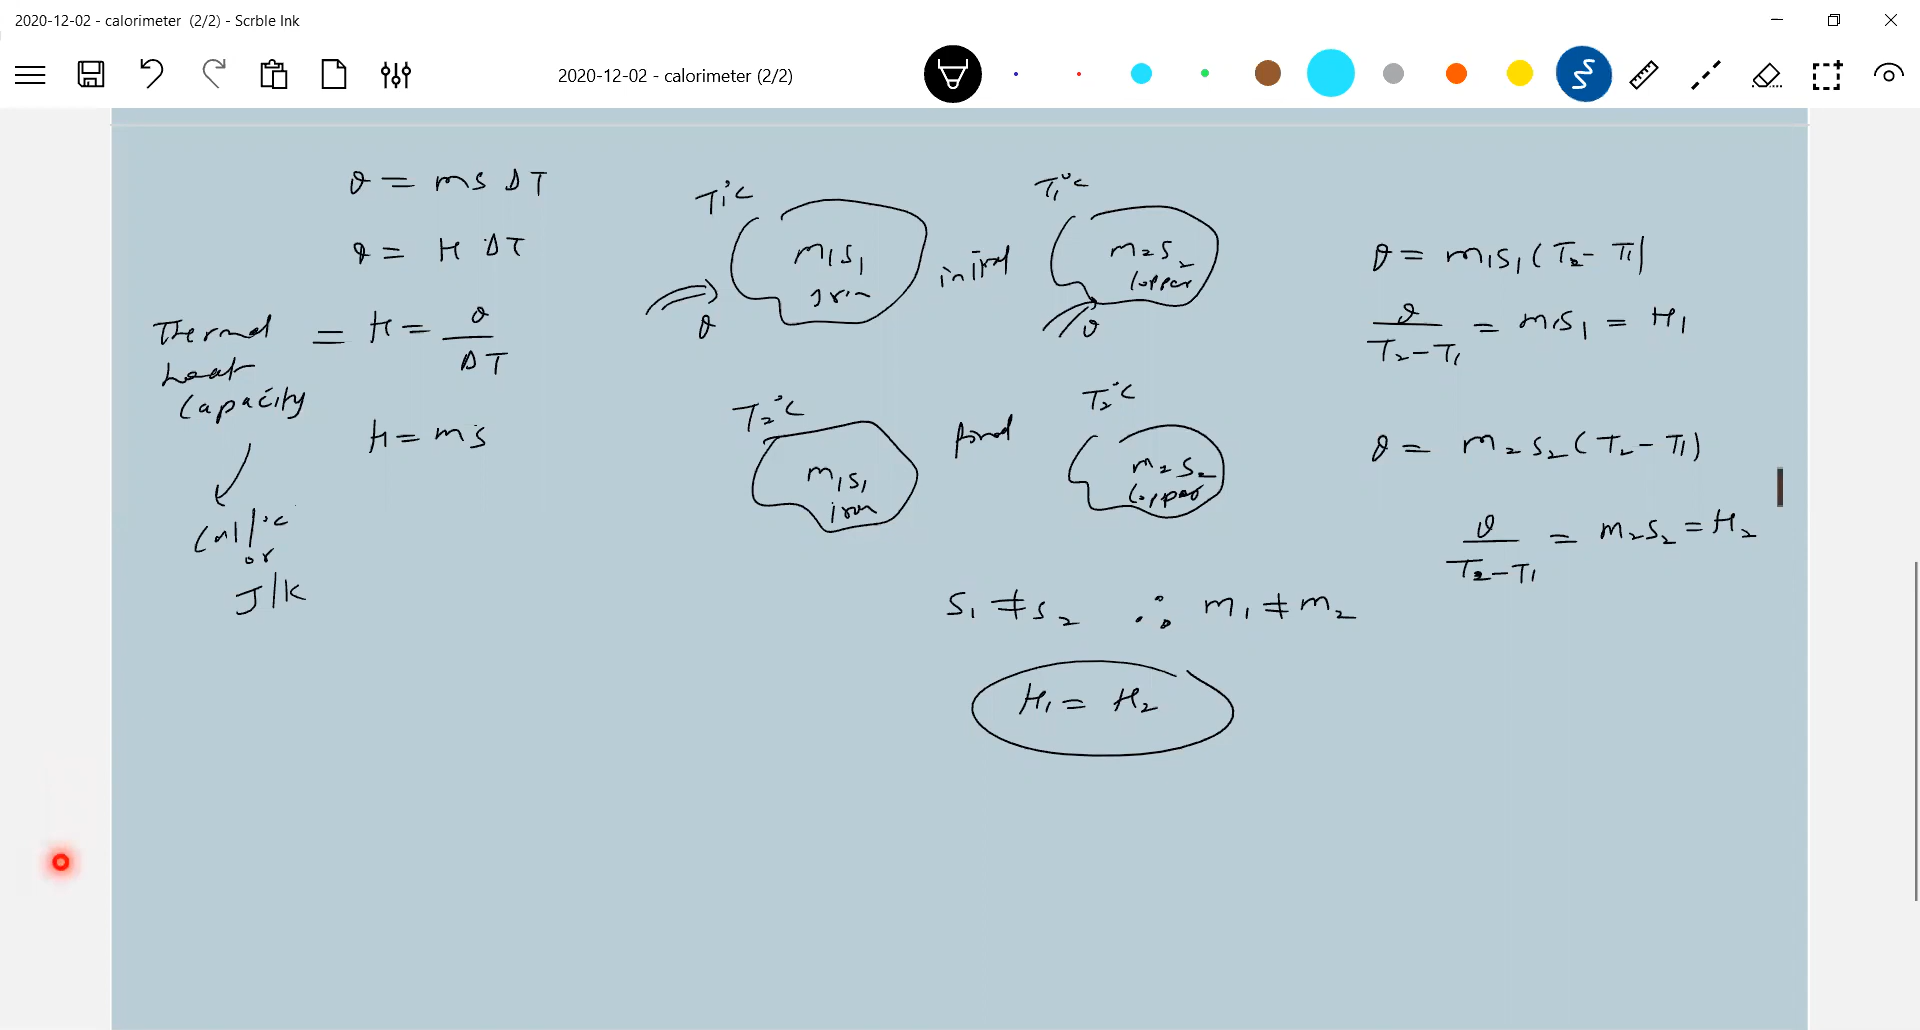 2020-12-02 - calorimeter (2/2) - Scrble Ink
2020-12-02 - calorimeter (2/2)
Q = ms ΔT
Q = H ΔT
Thermal heat capacity = H = Q / ΔT
H = ms
Cal/°C
or
J/K
T1°C
m1s1
iron
Q
initial
T1°C
m2s2
Copper
Q
T2°C
m1s1
iron
final
T2°C
m2s2
Copper
Q = m1s1(T2 - T1)
Q / T2-T1 = m1s1 = H1
Q = m2s2(T2 - T1)
Q / T2-T1 = m2s2 = H2
S1 ≠ S2 ∴ m1 ≠ m2
H1 = H2